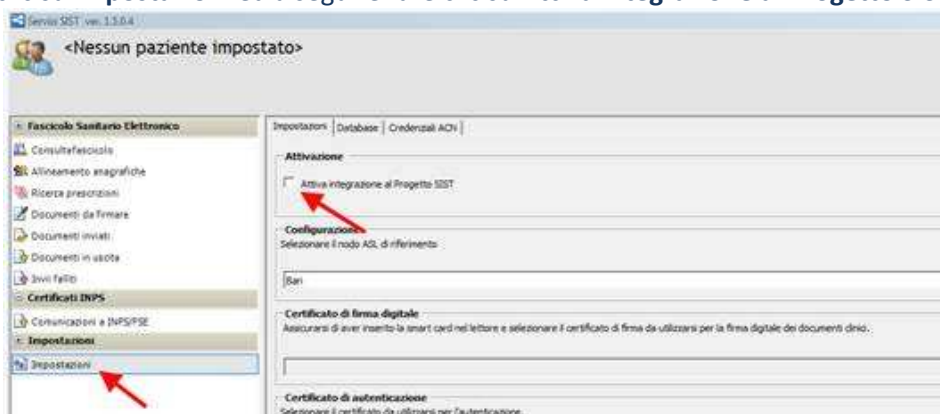 Servizi SIST ver. 1.5.0.4
<Nessun paziente impostato>
Fascicolo Sanitario Elettronico
Consulta fascicolo
Allineamento anagrafiche
Ricerca prescrizioni
Documenti da firmare
Documenti inviati
Documenti in uscita
Invii falliti
Certificati INPS
Comunicazioni a INPS/FSE
Impostazioni
Impostazioni
Impostazioni Database Credenziali ACN
Attivazione
Attiva integrazione al Progetto SIST
Configurazione
Selezionare il nodo ASL di riferimento
Bari
Certificato di firma digitale
Assicurarsi di aver inserito la smart card nel lettore e selezionare il certificato di firma da utilizzarsi per la firma digitale dei documenti clinici.
Certificato di autenticazione
Selezionare il certificato da utilizzarsi per l'autenticazione.